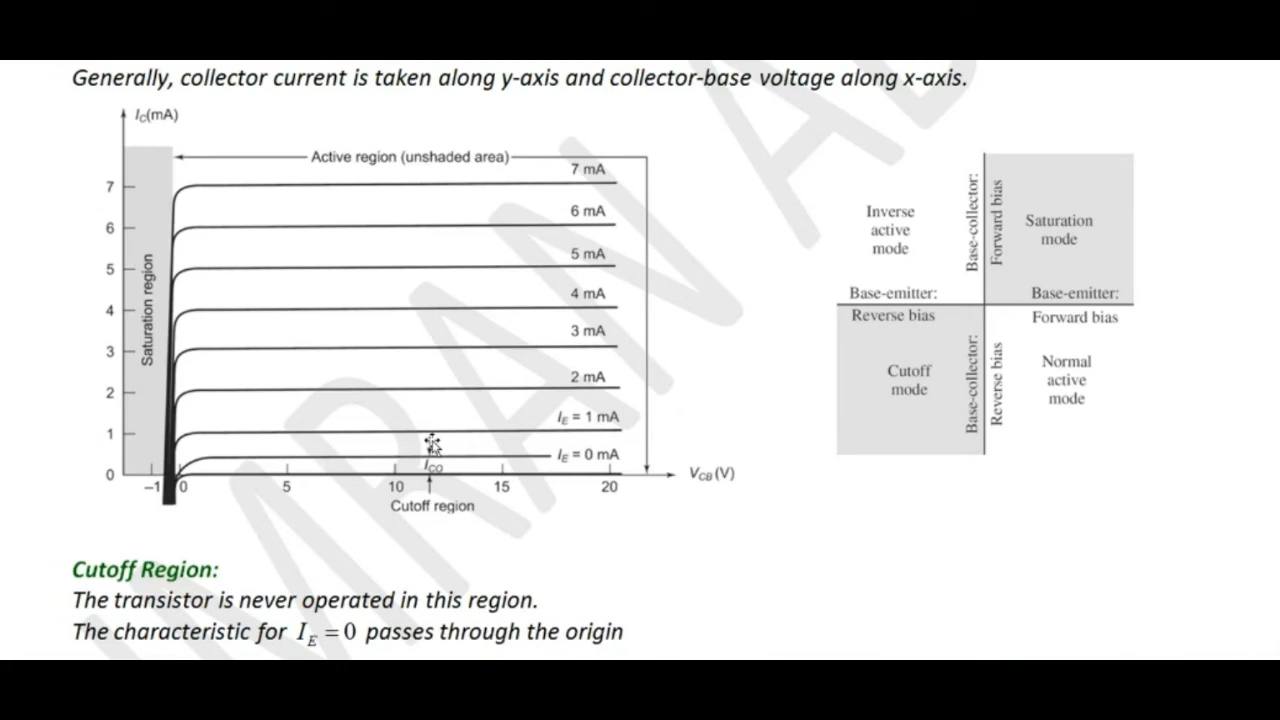 Generally, collector current is taken along y-axis and collector-base voltage along x-axis.
I_C(mA)
Active region (unshaded area)
7 mA
7
6 mA
6
5 mA
5
4 mA
4
3 mA
3
2 mA
2
I_E = 1 mA
1
I_E = 0 mA
I_CO
0
V_CB (V)
–1 0 5 10 15 20
Cutoff region
Saturation region
Inverse
active
mode
Base-collector:
Forward bias
Saturation
mode
Base-emitter:
Reverse bias
Base-emitter:
Forward bias
Cutoff
mode
Base-collector:
Reverse bias
Normal
active
mode
Cutoff Region:
The transistor is never operated in this region.
The characteristic for I_E = 0 passes through the origin